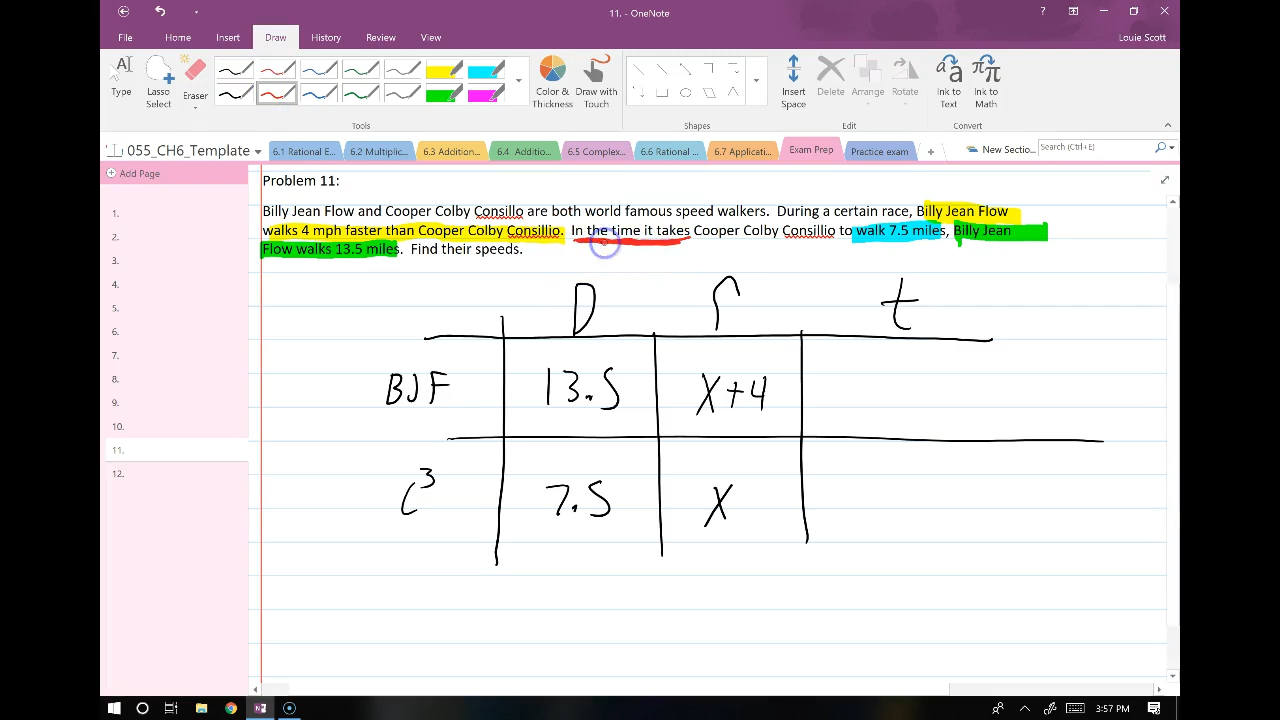 11. - OneNote
Louie Scott
File Home Insert Draw History Review View
Type Lasso Select Eraser Color & Thickness Draw with Touch Insert Space Delete Arrange Rotate Ink to Text Ink to Math
Tools Shapes Edit Convert
055_CH6_Template 6.1 Rational E... 6.2 Multiplic... 6.3 Addition... 6.4 Additio... 6.5 Complex... 6.6 Rational ... 6.7 Applicati... Exam Prep Practice exam + New Sectio... Search (Ctrl+E)
Add Page
1.
2.
3.
4.
5.
6.
7.
8.
9.
10.
11.
12.
Problem 11:
Billy Jean Flow and Cooper Colby Consillo are both world famous speed walkers. During a certain race, Billy Jean Flow
walks 4 mph faster than Cooper Colby Consillio. In the time it takes Cooper Colby Consillio to walk 7.5 miles, Billy Jean
Flow walks 13.5 miles. Find their speeds.
D r t
BJF 13.5 x+4
C³ 7.5 x
3:57 PM